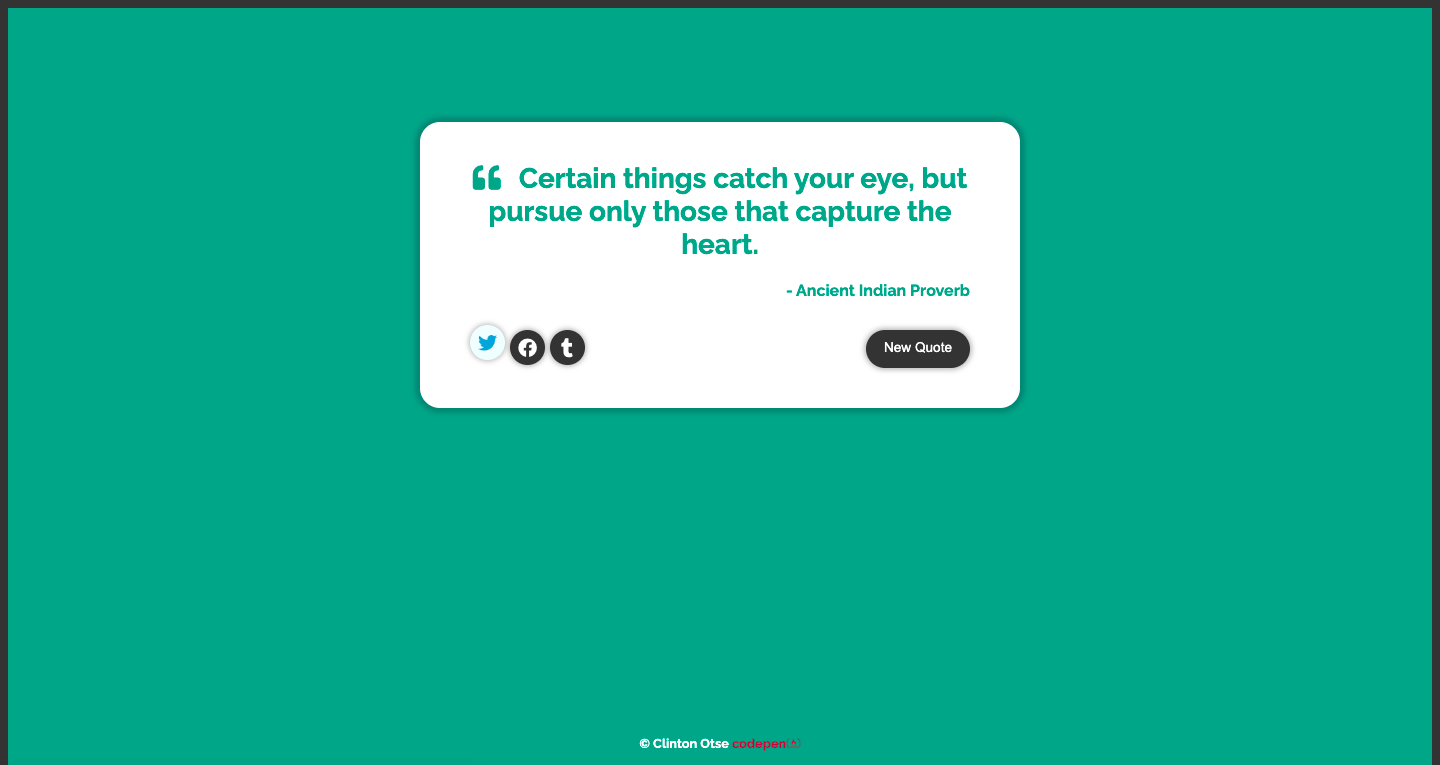 Certain things catch your eye, but
pursue only those that capture the
heart.
- Ancient Indian Proverb
New Quote
© Clinton Otse codepen